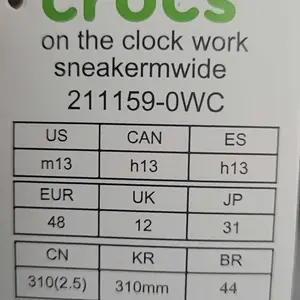 crocs
on the clock work
sneakermwide
211159-0WC
US CAN ES
m13 h13 h13
EUR UK JP
48 12 31
CN KR BR
310(2.5) 310mm 44